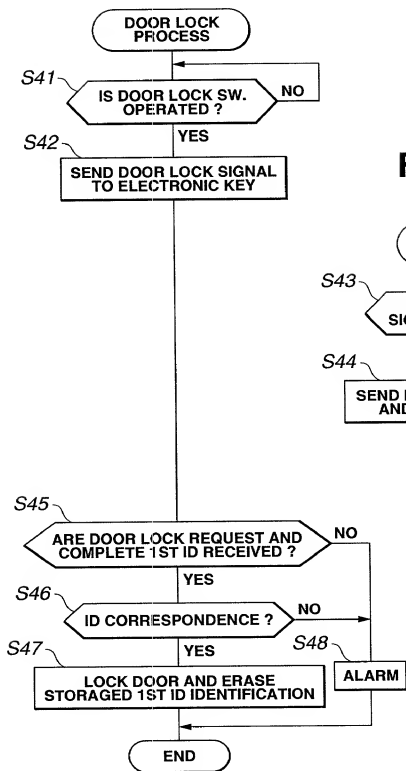 DOOR LOCK
PROCESS
S41
IS DOOR LOCK SW.
OPERATED ?
NO
YES
S42
SEND DOOR LOCK SIGNAL
TO ELECTRONIC KEY
S43
S44
SEND
AND
S45
ARE DOOR LOCK REQUEST AND
COMPLETE 1ST ID RECEIVED ?
NO
YES
S46
ID CORRESPONDENCE ?
NO
YES
S47
LOCK DOOR AND ERASE
STORAGED 1ST ID IDENTIFICATION
S48
ALARM
END